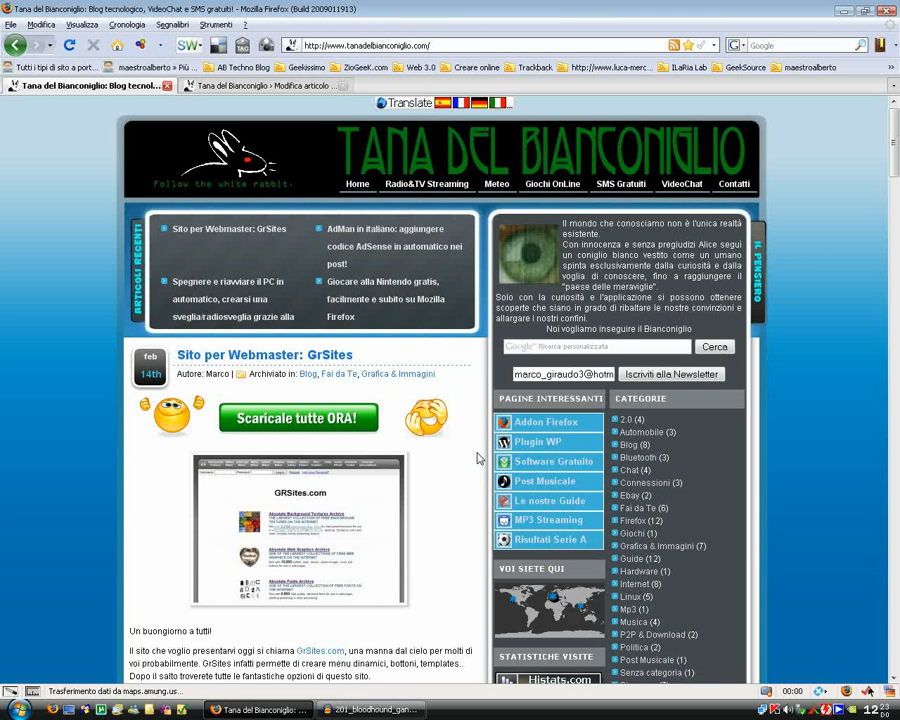 Tana del Bianconiglio: Blog tecnologico, VideoChat e SMS gratuiti! - Mozilla Firefox (Build 2009011913)
File Modifica Visualizza Cronologia Segnalibri Strumenti ?
SW http://www.tanadelbianconiglio.com/ Google
Tutti i tipi di sito a port... maestroalberto AB Techno Blog Geekissimo ZioGeek.com Web 3.0 Creare online Trackback http://www.luca-merc... ILaRia Lab GeekSource maestroalberto
Tana del Bianconiglio: Blog tecnol... Tana del Bianconiglio › Modifica articolo ...
Translate
TANA DEL BIANCONIGLIO
Follow the white rabbit.
Home Radio&TV Streaming Meteo Giochi OnLine SMS Gratuiti VideoChat Contatti
ARTICOLI RECENTI
Sito per Webmaster: GrSites
Spegnere e riavviare il PC in
automatico, crearsi una
sveglia/radiosveglia grazie alla
AdMan in italiano: aggiungere
codice AdSense in automatico nei
post!
Giocare alla Nintendo gratis,
facilmente e subito su Mozilla
Firefox
IL PENSIERO
Il mondo che conosciamo non è l'unica realtà
esistente.
Con innocenza e senza pregiudizi Alice seguì
un coniglio bianco vestito come un umano
spinta esclusivamente dalla curiosità e dalla
voglia di conoscere, fino a raggiungere il
"paese delle meraviglie".
Solo con la curiosità e l'applicazione si possono ottenere
scoperte che siano in grado di ribaltare le nostre convinzioni e
allargare i nostri confini.
Noi vogliamo inseguire il Bianconiglio
Google Ricerca personalizzata Cerca
marco_giraudo3@hotm Iscriviti alla Newsletter
feb
14th
Sito per Webmaster: GrSites
Autore: Marco | Archiviato in: Blog, Fai da Te, Grafica & Immagini
Scaricale tutte ORA!
GRSites.com
Absolute Background Textures Archive
Absolute Web Graphics Archive
Absolute Fonts Archive
Un buongiorno a tutti!
Il sito che voglio presentarvi oggi si chiama GrSites.com, una manna dal cielo per molti di
voi probabilmente. GrSites infatti permette di creare menu dinamici, bottoni, templates..
Dopo il salto troverete tutte le fantastiche opzioni di questo sito.
PAGINE INTERESSANTI
Addon Firefox
Plugin WP
Software Gratuito
Post Musicale
Le nostre Guide
MP3 Streaming
Risultati Serie A
VOI SIETE QUI
STATISTICHE VISITE
Histats.com
CATEGORIE
2.0 (4)
Automobile (3)
Blog (8)
Bluetooth (3)
Chat (4)
Connessioni (3)
Ebay (2)
Fai da Te (6)
Firefox (12)
Giochi (1)
Grafica & Immagini (7)
Guide (12)
Hardware (1)
Internet (8)
Linux (5)
Mp3 (1)
Musica (4)
P2P & Download (2)
Politica (2)
Post Musicale (1)
Senza categoria (1)
Trasferimento dati da maps.amung.us... 00:00
Tana del Bianconiglio: ... 201_bloodhound_gan... 12 23
DO